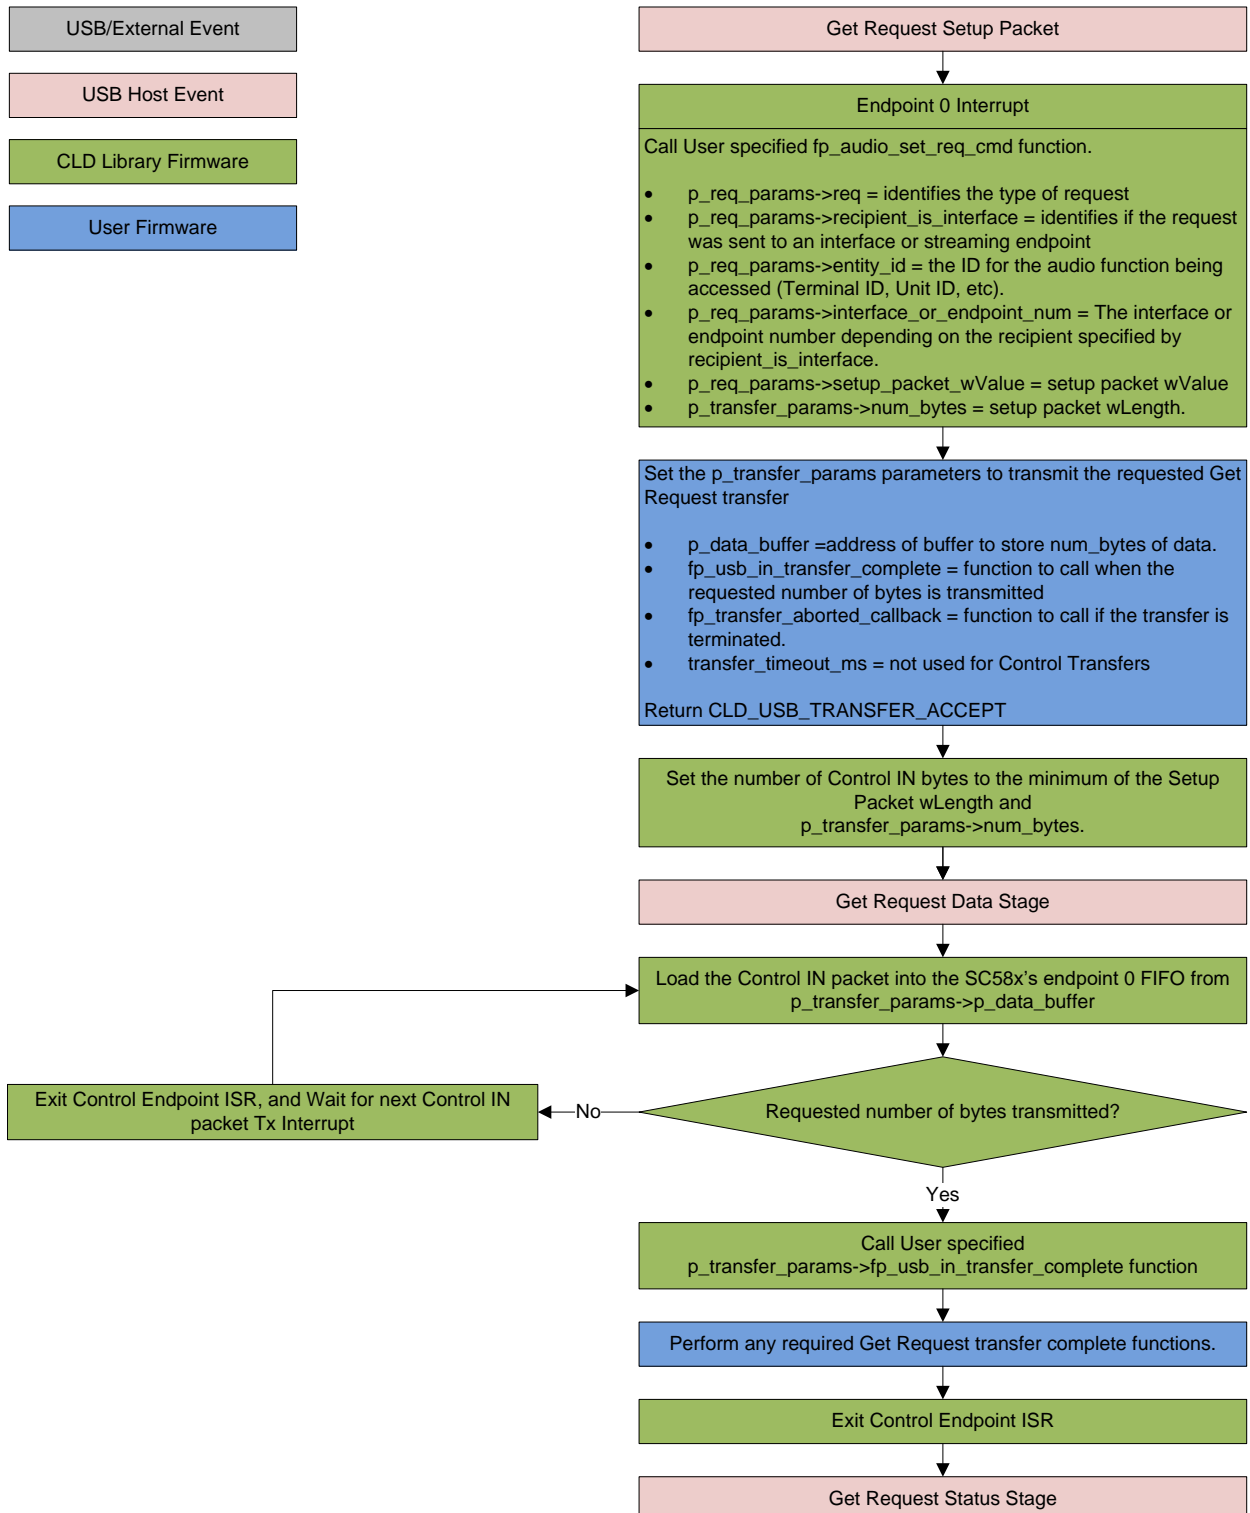 USB/External Event
USB Host Event
CLD Library Firmware
User Firmware
Get Request Setup Packet
Endpoint 0 Interrupt
Call User specified fp_audio_set_req_cmd function.
• p_req_params->req = identifies the type of request
• p_req_params->recipient_is_interface = identifies if the request
was sent to an interface or streaming endpoint
• p_req_params->entity_id = the ID for the audio function being
accessed (Terminal ID, Unit ID, etc).
• p_req_params->interface_or_endpoint_num = The interface or
endpoint number depending on the recipient specified by
recipient_is_interface.
• p_req_params->setup_packet_wValue = setup packet wValue
• p_transfer_params->num_bytes = setup packet wLength.
Set the p_transfer_params parameters to transmit the requested Get
Request transfer
• p_data_buffer =address of buffer to store num_bytes of data.
• fp_usb_in_transfer_complete = function to call when the
requested number of bytes is transmitted
• fp_transfer_aborted_callback = function to call if the transfer is
terminated.
• transfer_timeout_ms = not used for Control Transfers
Return CLD_USB_TRANSFER_ACCEPT
Set the number of Control IN bytes to the minimum of the Setup
Packet wLength and
p_transfer_params->num_bytes.
Get Request Data Stage
Load the Control IN packet into the SC58x's endpoint 0 FIFO from
p_transfer_params->p_data_buffer
Requested number of bytes transmitted?
No
Exit Control Endpoint ISR, and Wait for next Control IN
packet Tx Interrupt
Yes
Call User specified
p_transfer_params->fp_usb_in_transfer_complete function
Perform any required Get Request transfer complete functions.
Exit Control Endpoint ISR
Get Request Status Stage